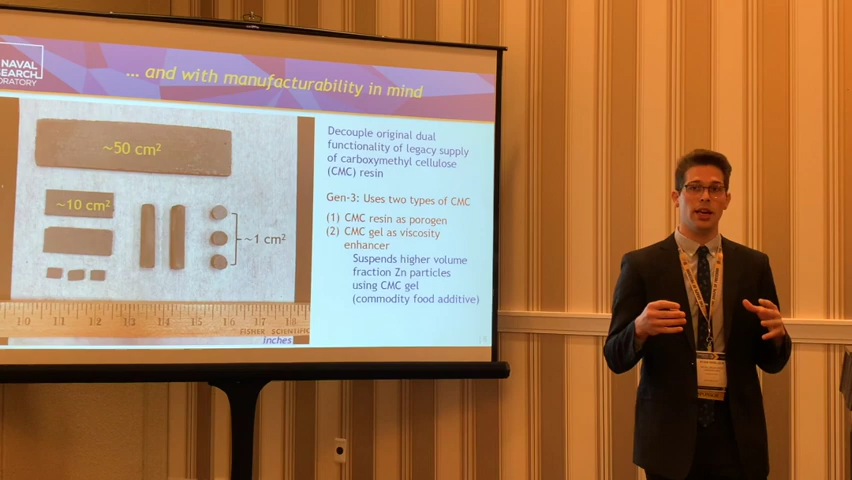 NAVAL
EARCH
ORATORY
... and with manufacturability in mind
~50 cm²
~10 cm²
~1 cm²
Decouple original dual
functionality of legacy supply
of carboxymethyl cellulose
(CMC) resin
Gen-3: Uses two types of CMC
(1) CMC resin as porogen
(2) CMC gel as viscosity
enhancer
Suspends higher volume
fraction Zn particles
using CMC gel
(commodity food additive)
10 11 12 13 14 15 16 17 18
FISHER SCIENTIFIC
inches